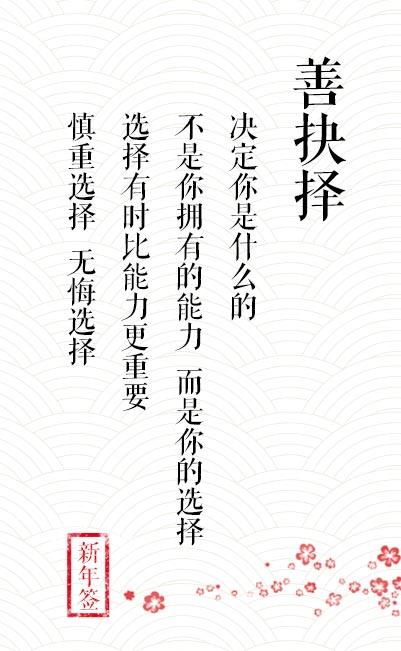 善抉择
决定你是什么的
不是你拥有的能力 而是你的选择
选择有时比能力更重要
慎重选择 无悔选择
新年签